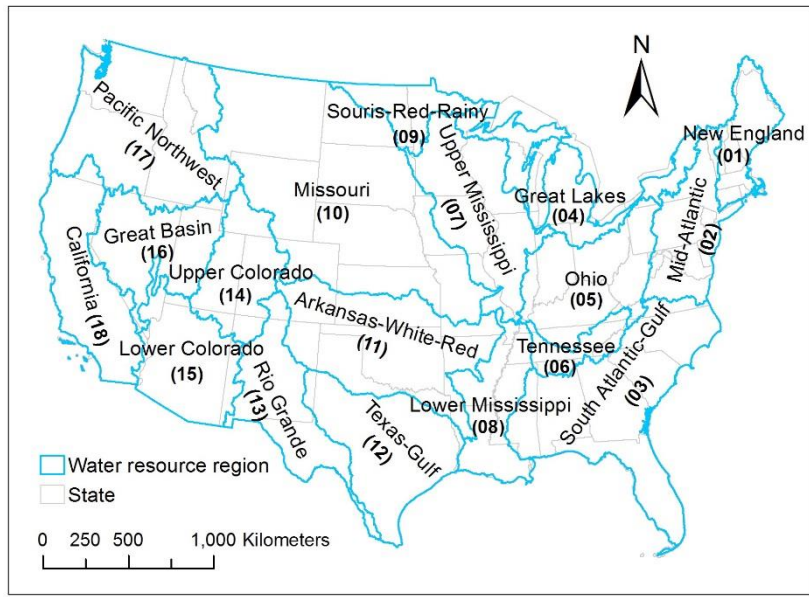 N
Pacific Northwest
(17)
Souris-Red-Rainy
(09)
New England
(01)
Missouri
(10)
Upper Mississippi
(07)
Great Lakes
(04)
Mid-Atlantic
(02)
Great Basin
(16)
California
(18)
Upper Colorado
(14)
Ohio
(05)
Arkansas-White-Red
(11)
Tennessee
(06)
South Atlantic-Gulf
(03)
Lower Colorado
(15)
Rio Grande
(13)
Texas-Gulf
(12)
Lower Mississippi
(08)
Water resource region
State
0 250 500 1,000 Kilometers